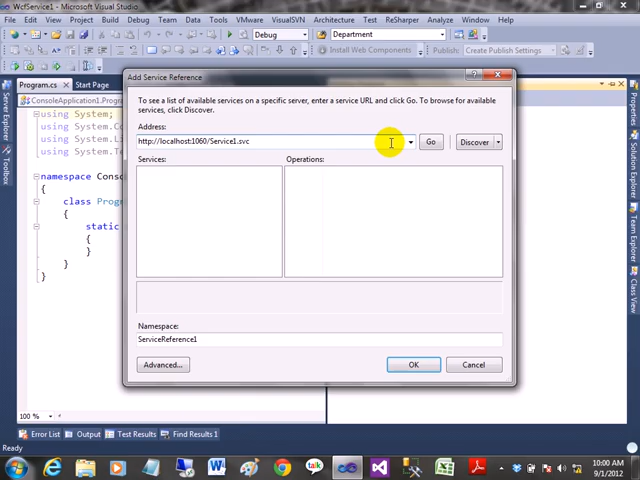 WcfService1 - Microsoft Visual Studio
File Edit View Project Build Debug Team Data Tools VMware VisualSVN Architecture Test ReSharper Analyze Window Help
Debug Department
Install Web Components Create Publish Settings
Program.cs Start Page
ConsoleApplication1.Progra
using System;
using System.Co
using System.Li
using System.Te
namespace Conso
{
class Progr
{
static
{
}
}
}
100 %
Server Explorer
Toolbox
Properties
Solution Explorer
Team Explorer
Class View
Add Service Reference
To see a list of available services on a specific server, enter a service URL and click Go. To browse for available
services, click Discover.
Address:
http://localhost:1060/Service1.svc
Go Discover
Services: Operations:
Namespace:
ServiceReference1
Advanced... OK Cancel
Error List Output Test Results Find Results 1
Ready
talk
10:00 AM
9/1/2012